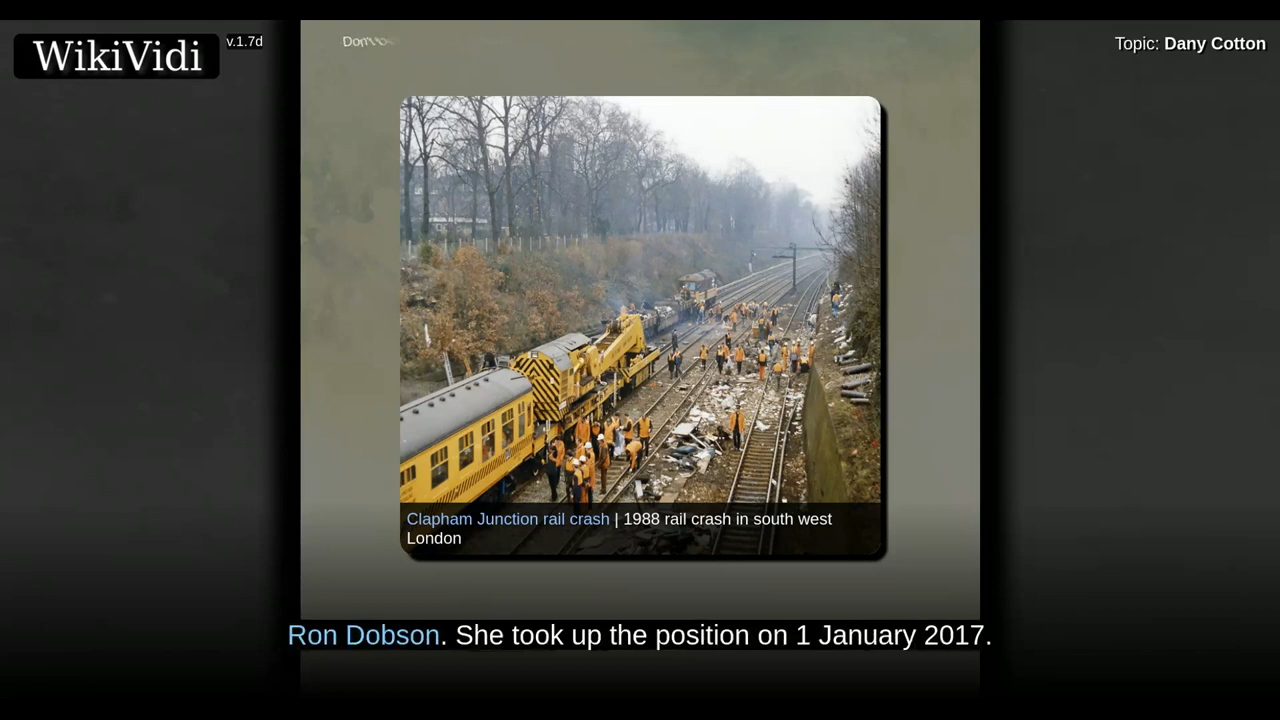 WikiVidi
v.1.7d
Topic: Dany Cotton
Clapham Junction rail crash | 1988 rail crash in south west
London
Ron Dobson. She took up the position on 1 January 2017.